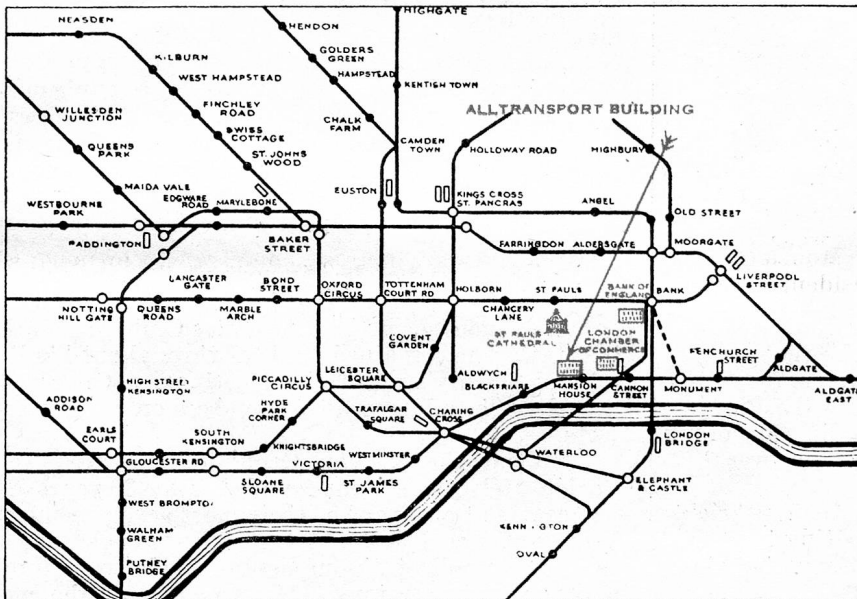 NEASDEN
HENDON
HIGHGATE
GOLDERS
GREEN
KILBURN
WEST HAMPSTEAD
HAMPSTEAD
KENTISH TOWN
FINCHLEY
ROAD
ALLTRANSPORT BUILDING
WILLESDEN
JUNCTION
CHALK
FARM
SWISS
COTTAGE
CAMDEN
TOWN
HOLLOWAY ROAD
HIGHBURY
QUEENS
PARK
ST. JOHNS
WOOD
MAIDA VALE
EDGWARE
ROAD
MARYLEBONE
EUSTON
KINGS CROSS
ST. PANCRAS
ANGEL
OLD STREET
WESTBOURNE
PARK
PADDINGTON
BAKER
STREET
FARRINGDON
ALDERSGATE
MOORGATE
LIVERPOOL
STREET
LANCASTER
GATE
BOND
STREET
OXFORD
CIRCUS
TOTTENHAM
COURT RD
HOLBORN
ST PAULS
BANK OF
ENGLAND
BANK
NOTTING
HILL GATE
QUEENS
ROAD
MARBLE
ARCH
CHANCERY
LANE
ST PAULS
CATHEDRAL
LONDON
CHAMBER
OF COMMERCE
COVENT
GARDEN
FENCHURCH
STREET
ALDGATE
HIGH STREET
KENSINGTON
PICCADILLY
CIRCUS
LEICESTER
SQUARE
ALDWYCH
BLACKFRIARS
MANSION
HOUSE
CANNON
STREET
MONUMENT
ALDGATE
EAST
ADDISON
ROAD
HYDE
PARK
CORNER
TRAFALGAR
SQUARE
CHARING
CROSS
EARLS
COURT
SOUTH
KENSINGTON
KNIGHTSBRIDGE
WESTMINSTER
WATERLOO
LONDON
BRIDGE
GLOUCESTER RD
VICTORIA
SLOANE
SQUARE
ST JAMES
PARK
ELEPHANT
& CASTLE
WEST BROMPTO
WALHAM
GREEN
PUTNEY
BRIDGE
KENN GTON
OVAL